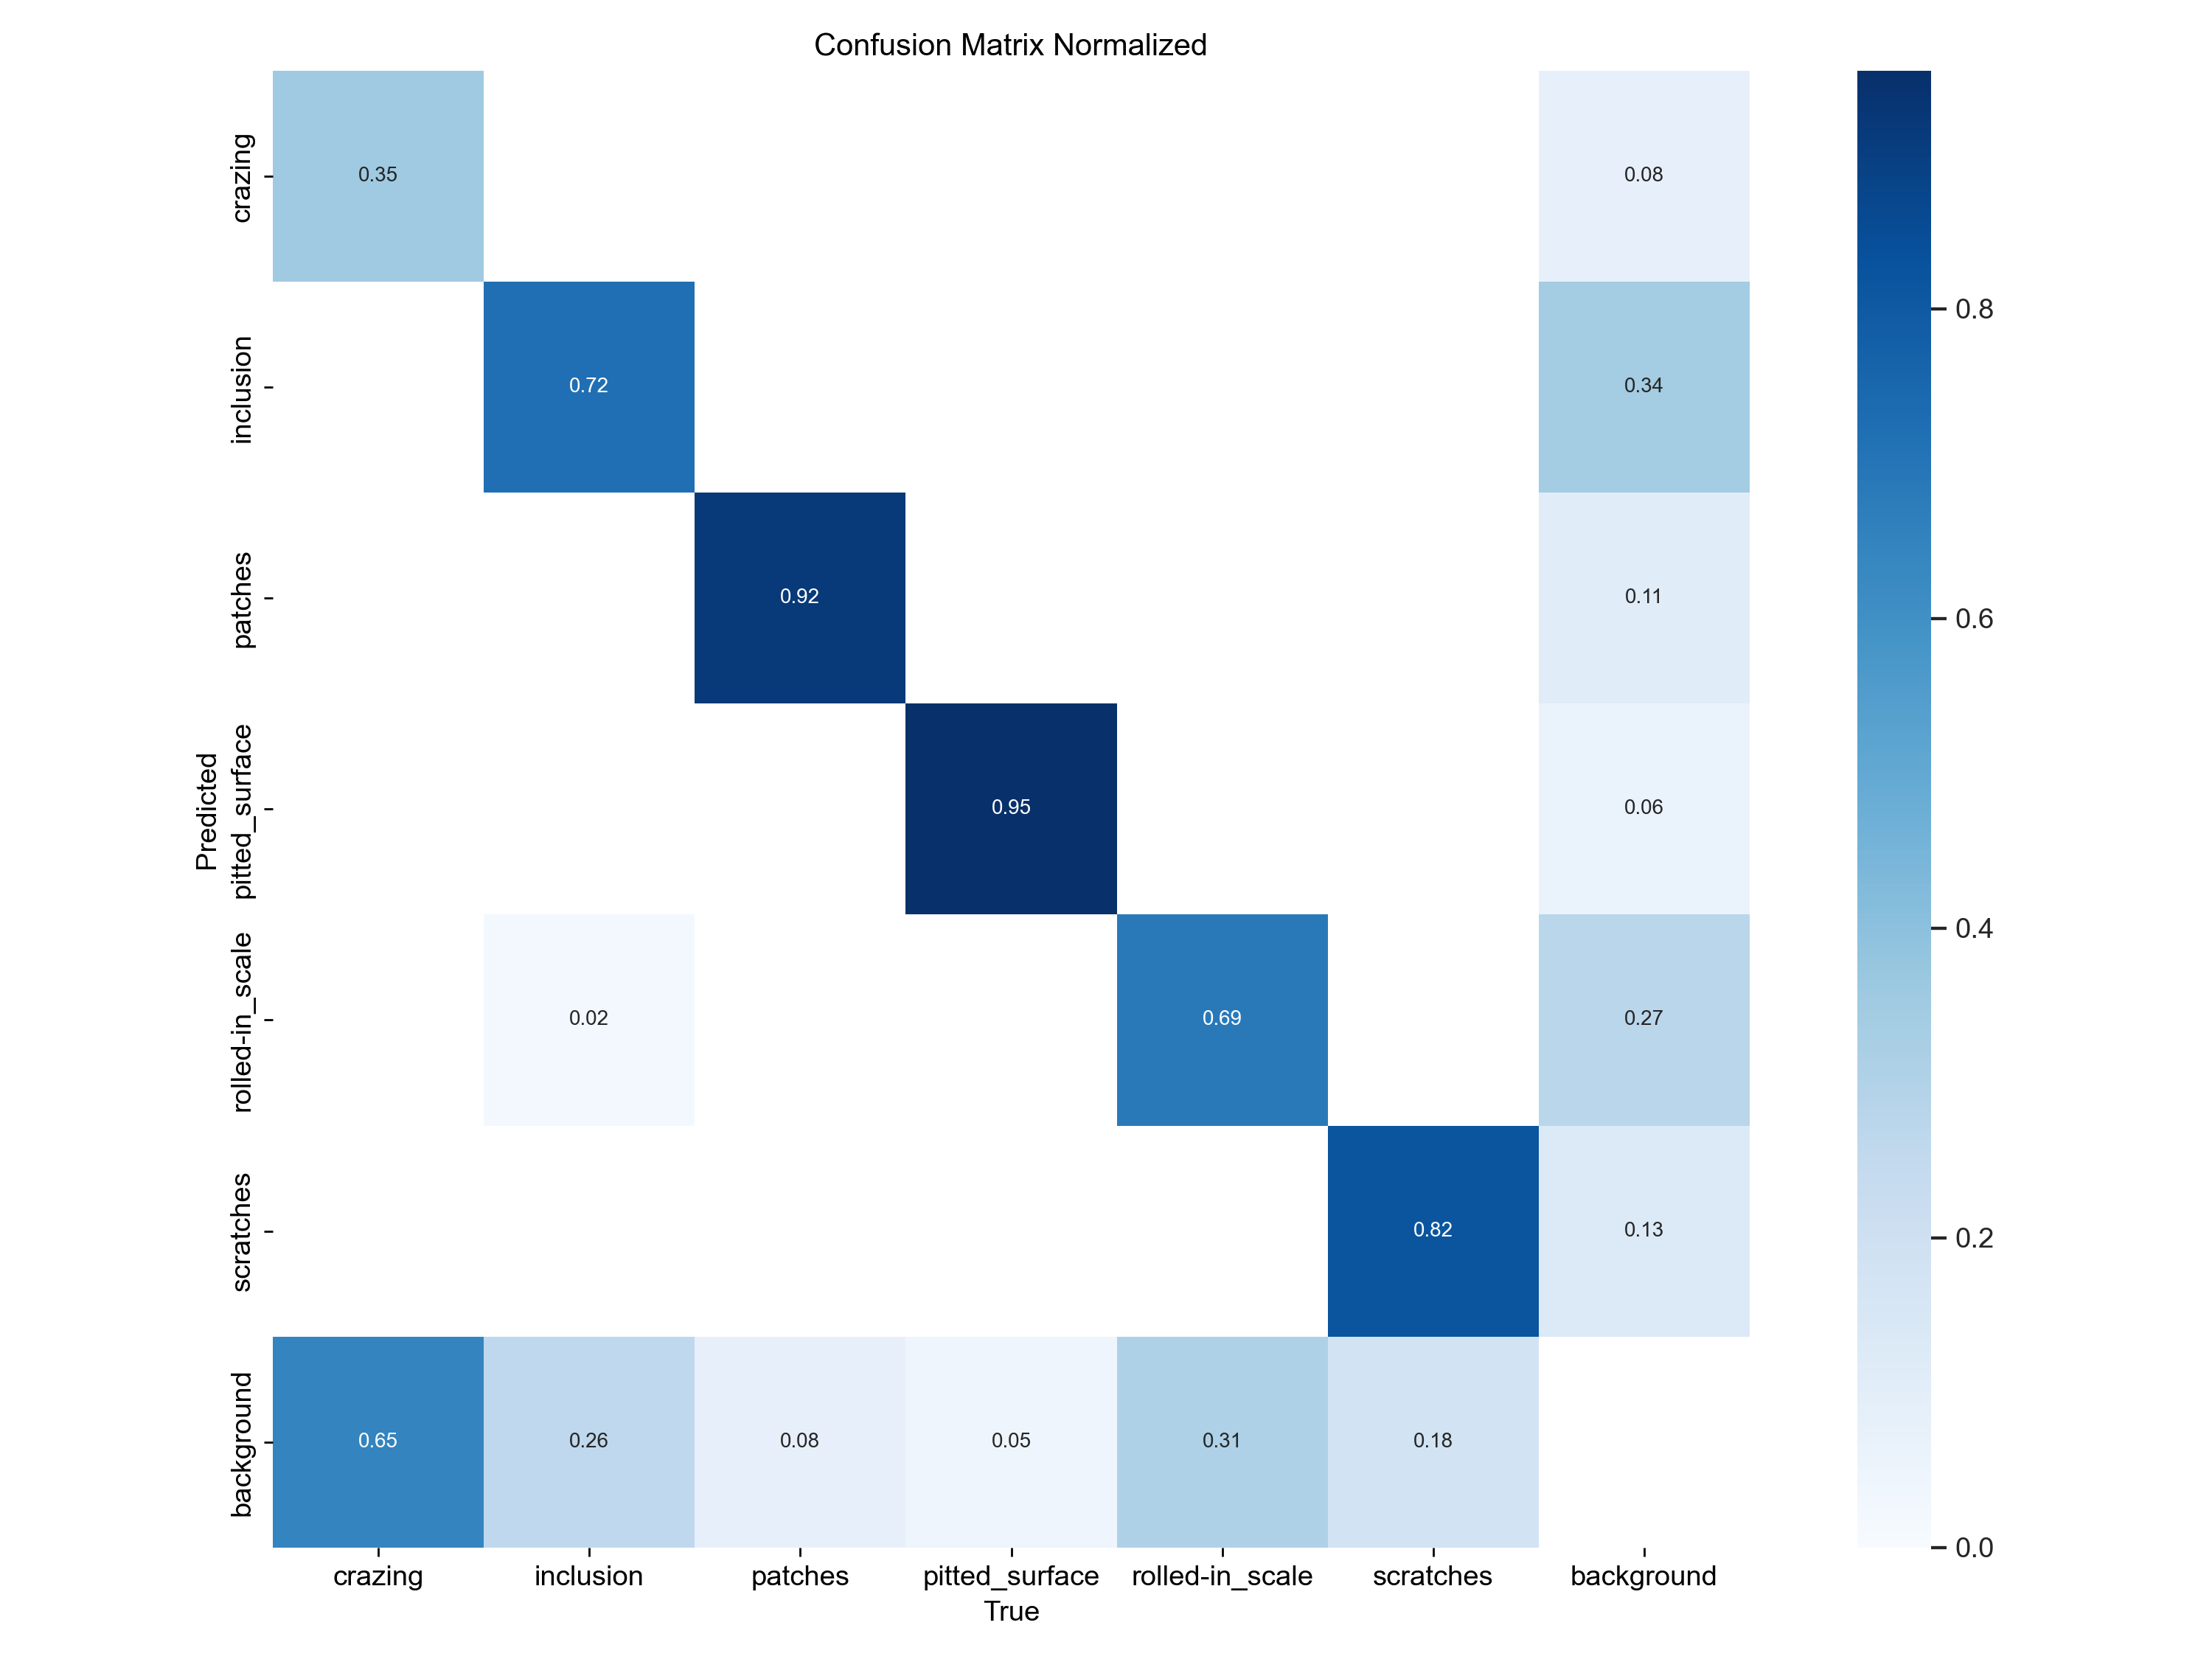 Confusion Matrix Normalized
crazing
0.35
0.08
inclusion
0.72
0.34
0.8
patches
0.92
0.11
0.6
Predicted
pitted_surface
0.95
0.06
0.4
rolled-in_scale
0.02
0.69
0.27
scratches
0.82
0.13
0.2
background
0.65
0.26
0.08
0.05
0.31
0.18
0.0
crazing inclusion patches pitted_surface rolled-in_scale scratches background
True